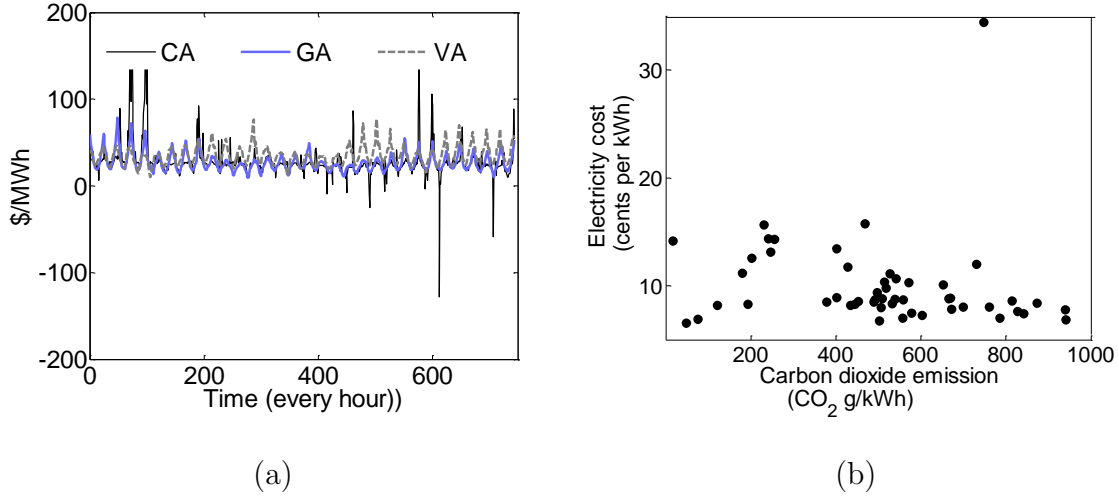 200
100
0
-100
-200
$/MWh
CA GA VA
0 200 400 600
Time (every hour))
(a)
30
20
10
Electricity cost
(cents per kWh)
200 400 600 800 1000
Carbon dioxide emission
(CO2 g/kWh)
(b)